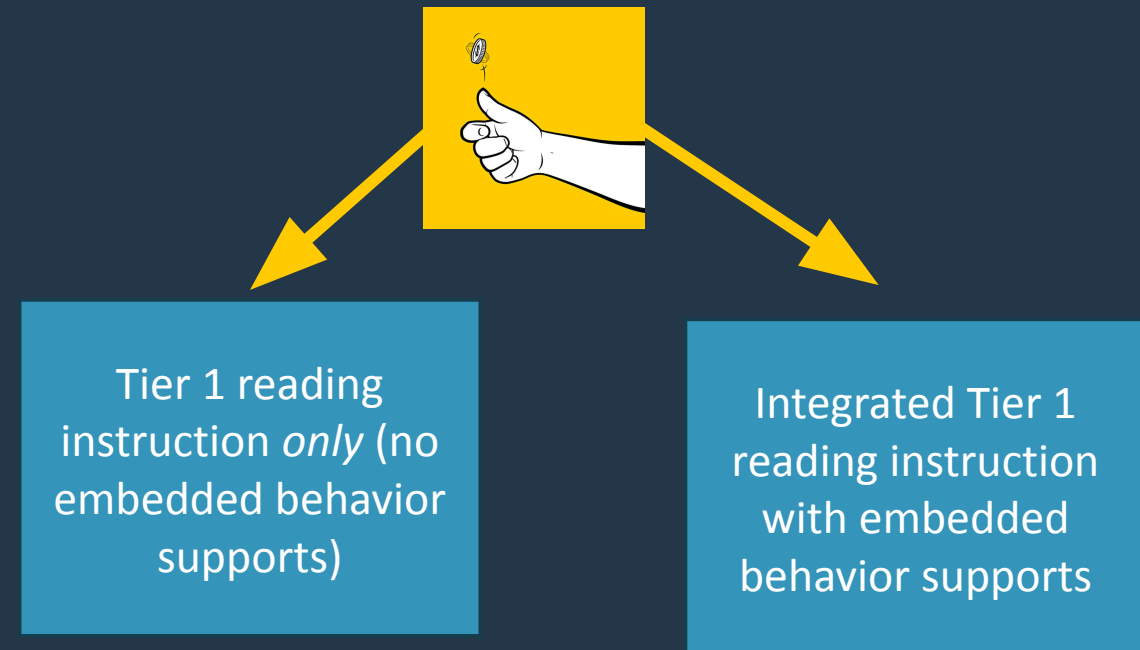 Tier 1 reading
instruction only (no
embedded behavior
supports)
Integrated Tier 1
reading instruction
with embedded
behavior supports